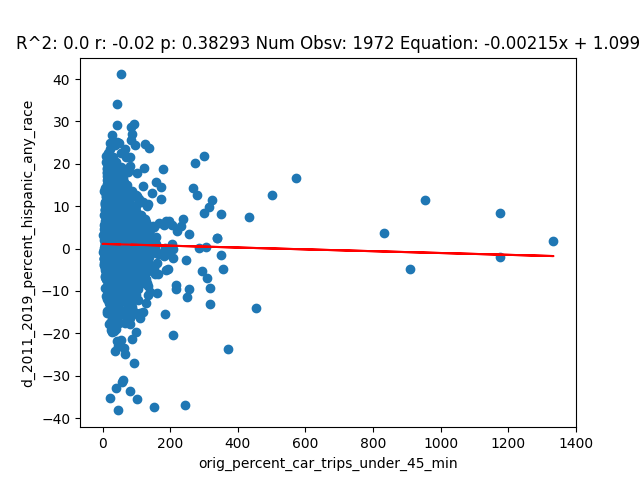 R^2: 0.0 r: -0.02 p: 0.38293 Num Obsv: 1972 Equation: -0.00215x + 1.099
40
30
20
10
0
−10
−20
−30
−40
d_2011_2019_percent_hispanic_any_race
0 200 400 600 800 1000 1200 1400
orig_percent_car_trips_under_45_min